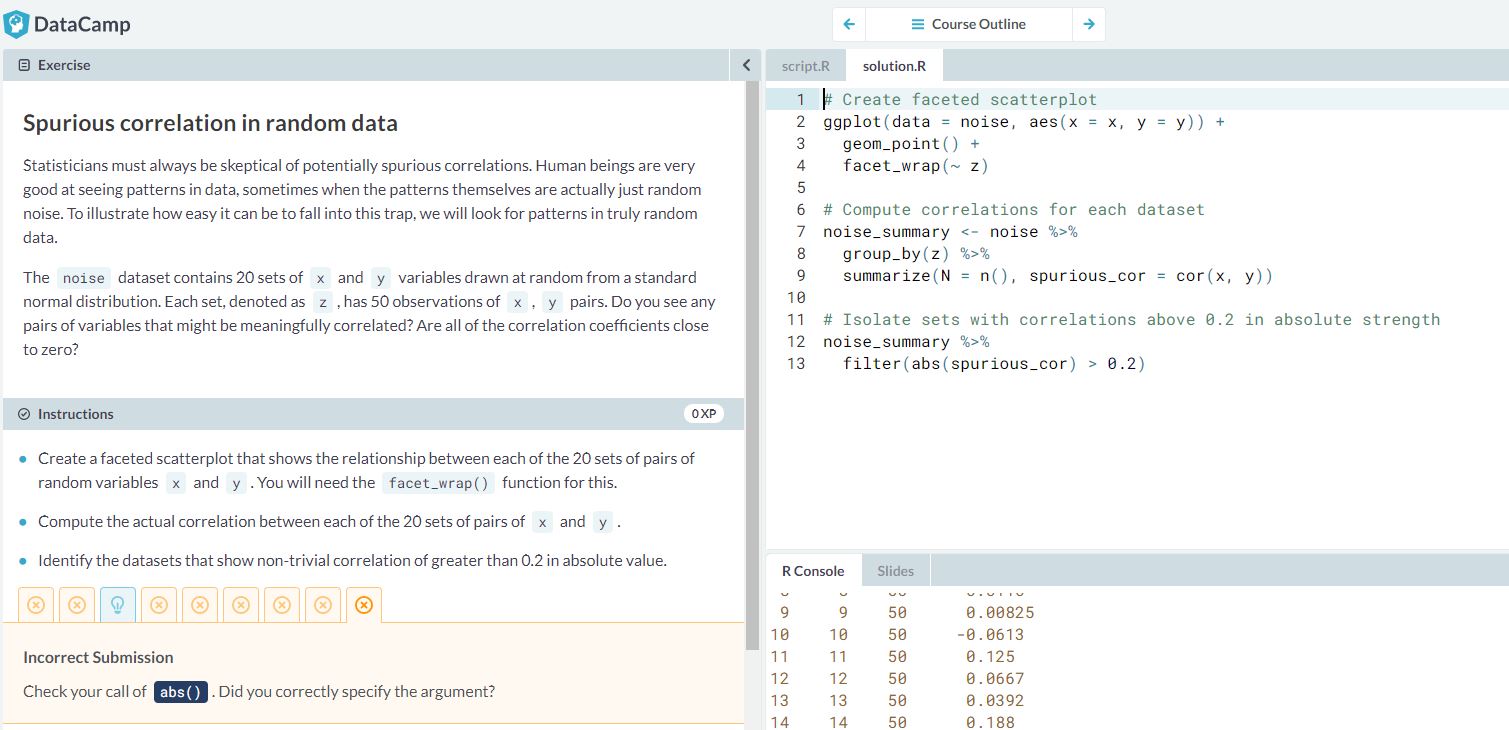 DataCamp
Course Outline
Exercise
Spurious correlation in random data
Statisticians must always be skeptical of potentially spurious correlations. Human beings are very
good at seeing patterns in data, sometimes when the patterns themselves are actually just random
noise. To illustrate how easy it can be to fall into this trap, we will look for patterns in truly random
data.
The noise dataset contains 20 sets of x and y variables drawn at random from a standard
normal distribution. Each set, denoted as z , has 50 observations of x , y pairs. Do you see any
pairs of variables that might be meaningfully correlated? Are all of the correlation coefficients close
to zero?
Instructions
0 XP
Create a faceted scatterplot that shows the relationship between each of the 20 sets of pairs of
random variables x and y . You will need the facet_wrap() function for this.
Compute the actual correlation between each of the 20 sets of pairs of x and y .
Identify the datasets that show non-trivial correlation of greater than 0.2 in absolute value.
Incorrect Submission
Check your call of abs() . Did you correctly specify the argument?
script.R
solution.R
1 # Create faceted scatterplot
2 ggplot(data = noise, aes(x = x, y = y)) +
3 geom_point() +
4 facet_wrap(~ z)
5
6 # Compute correlations for each dataset
7 noise_summary <- noise %>%
8 group_by(z) %>%
9 summarize(N = n(), spurious_cor = cor(x, y))
10
11 # Isolate sets with correlations above 0.2 in absolute strength
12 noise_summary %>%
13 filter(abs(spurious_cor) > 0.2)
R Console
Slides
9 9 50 0.00825
10 10 50 -0.0613
11 11 50 0.125
12 12 50 0.0667
13 13 50 0.0392
14 14 50 0.188